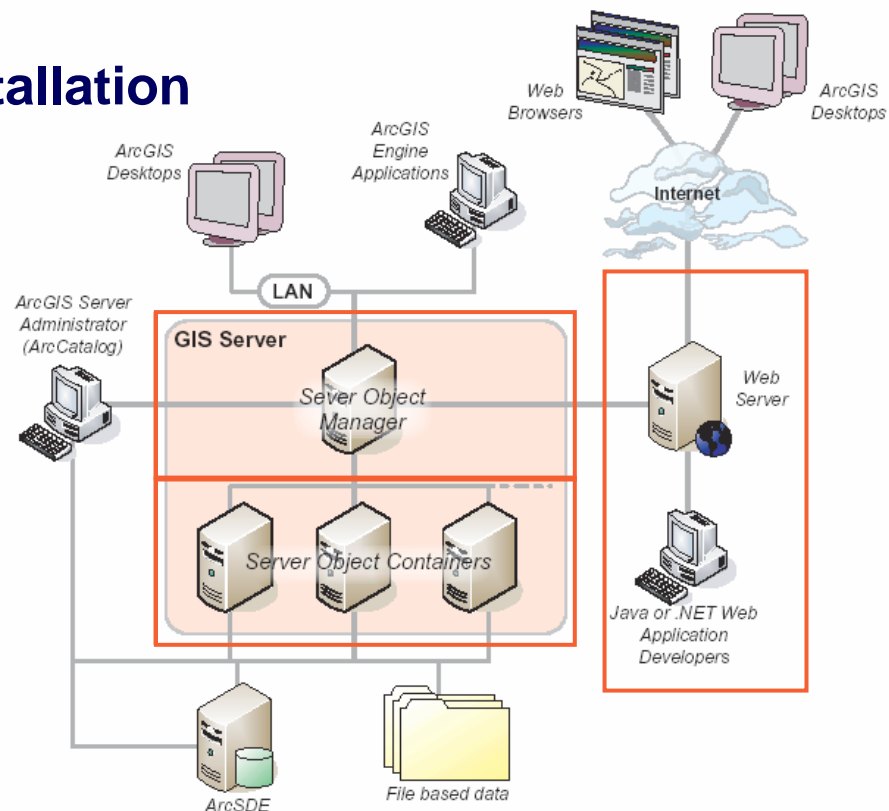 tallation
Web
Browsers
ArcGIS
Desktops
ArcGIS
Desktops
ArcGIS
Engine
Applications
Internet
LAN
ArcGIS Server
Administrator
(ArcCatalog)
GIS Server
Sever Object
Manager
Web
Server
Server Object Containers
Java or .NET Web
Application
Developers
ArcSDE
File based data